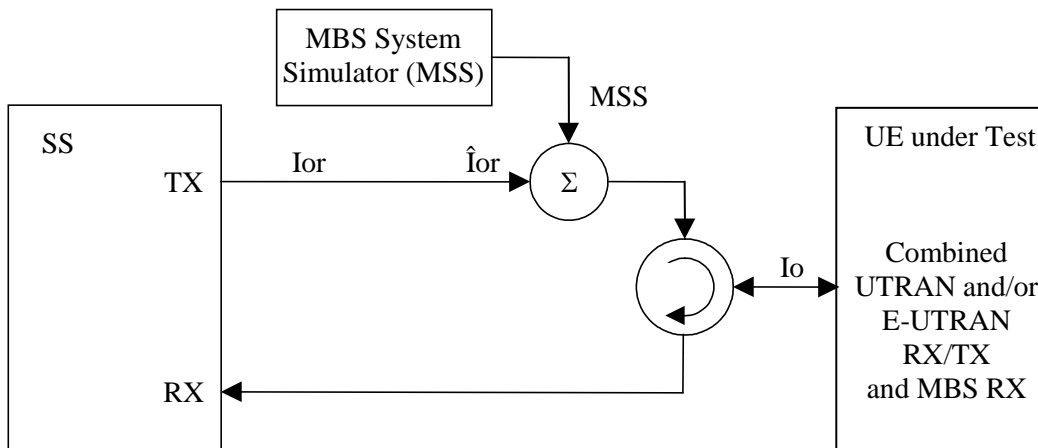 MBS System
Simulator (MSS)
MSS
SS
UE under Test
Ior
Îor
TX
Σ
Io
Combined
UTRAN and/or
E-UTRAN
RX/TX
and MBS RX
RX